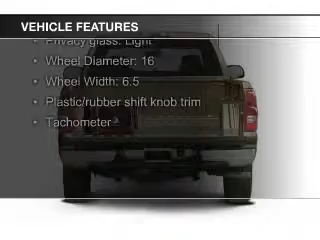 VEHICLE FEATURES
• Privacy glass: Light
• Wheel Diameter: 16
• Wheel Width: 6.5
• Plastic/rubber shift knob trim
• Tachometer